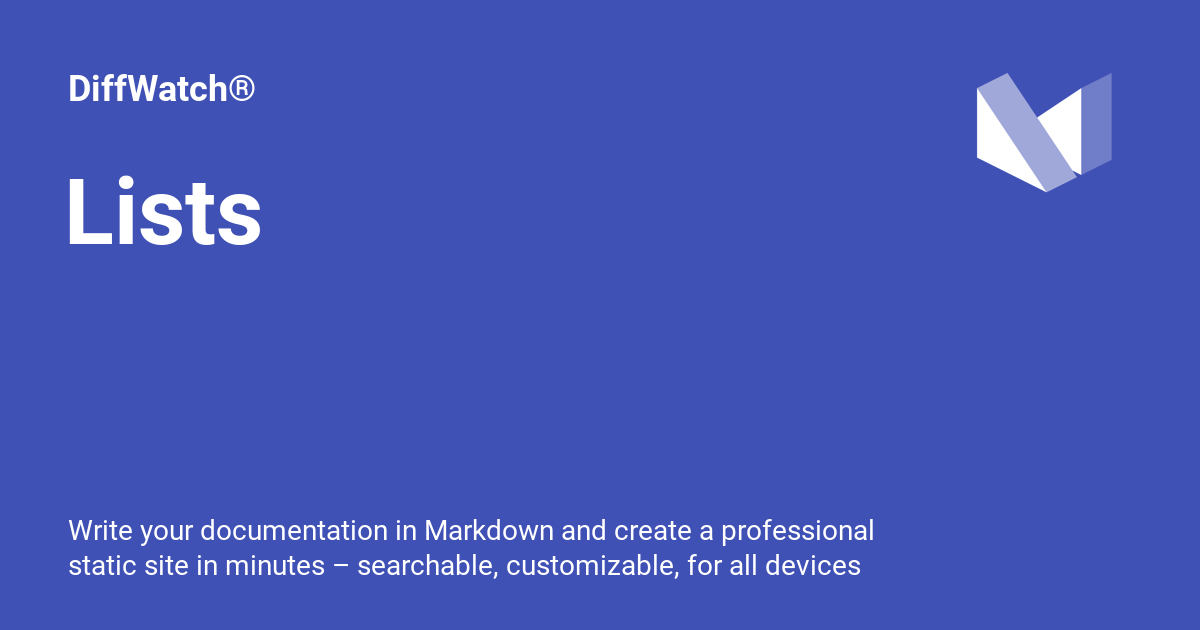 DiffWatch®
Lists
Write your documentation in Markdown and create a professional
static site in minutes – searchable, customizable, for all devices